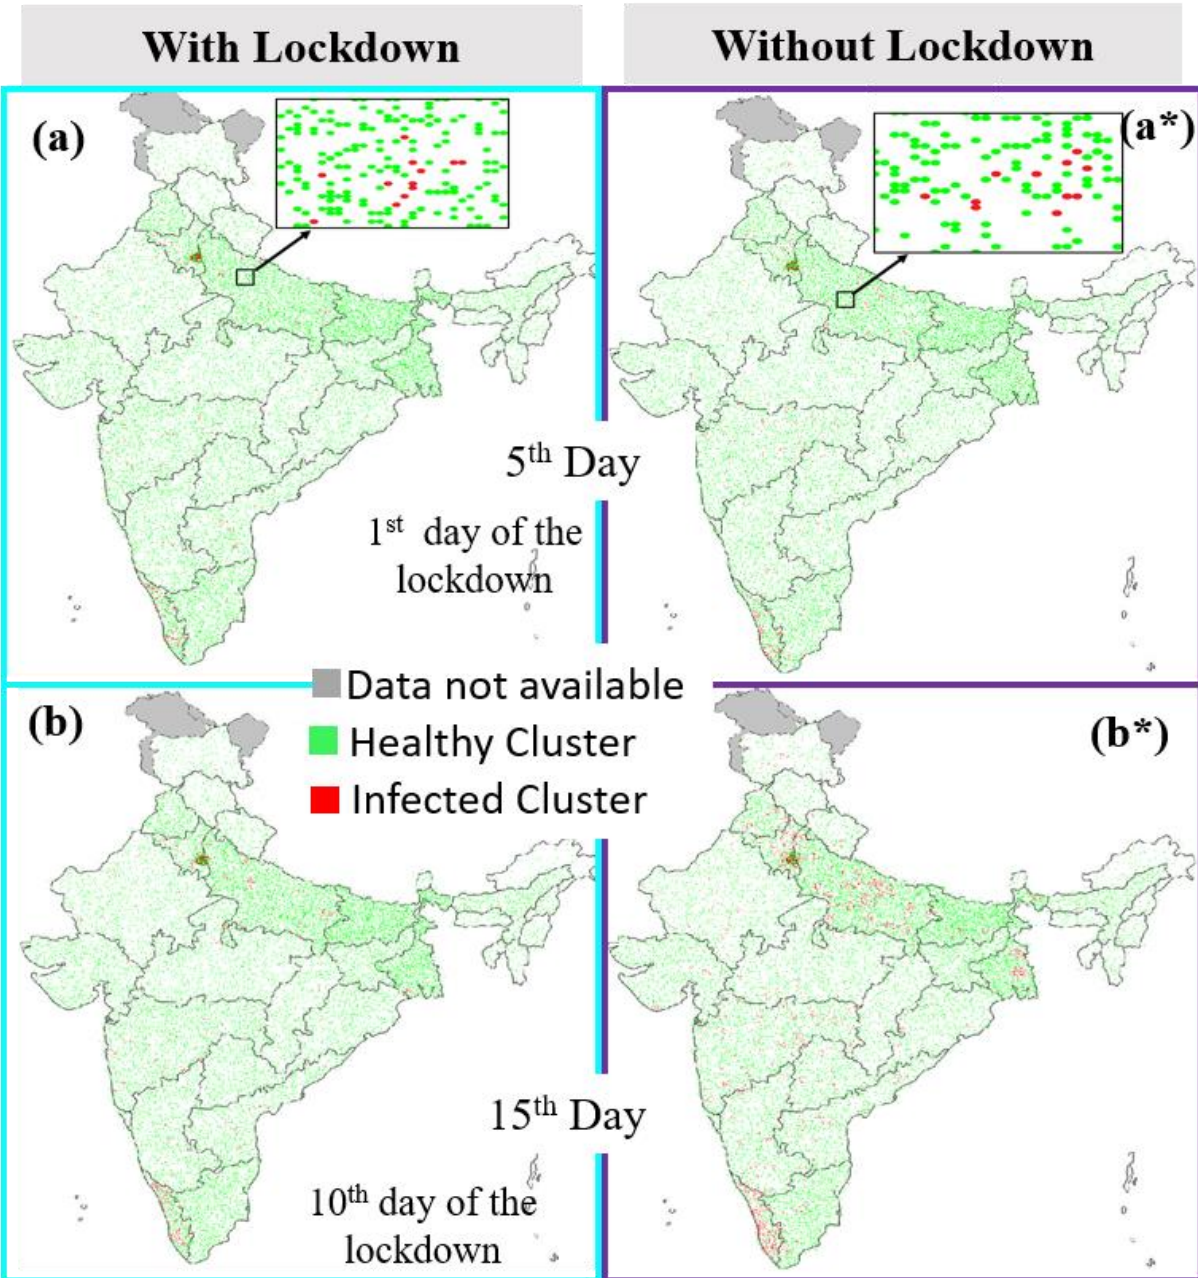 With Lockdown
Without Lockdown
(a)
(a*)
5th Day
1st day of the
lockdown
Data not available
Healthy Cluster
Infected Cluster
(b)
(b*)
15th Day
10th day of the
lockdown